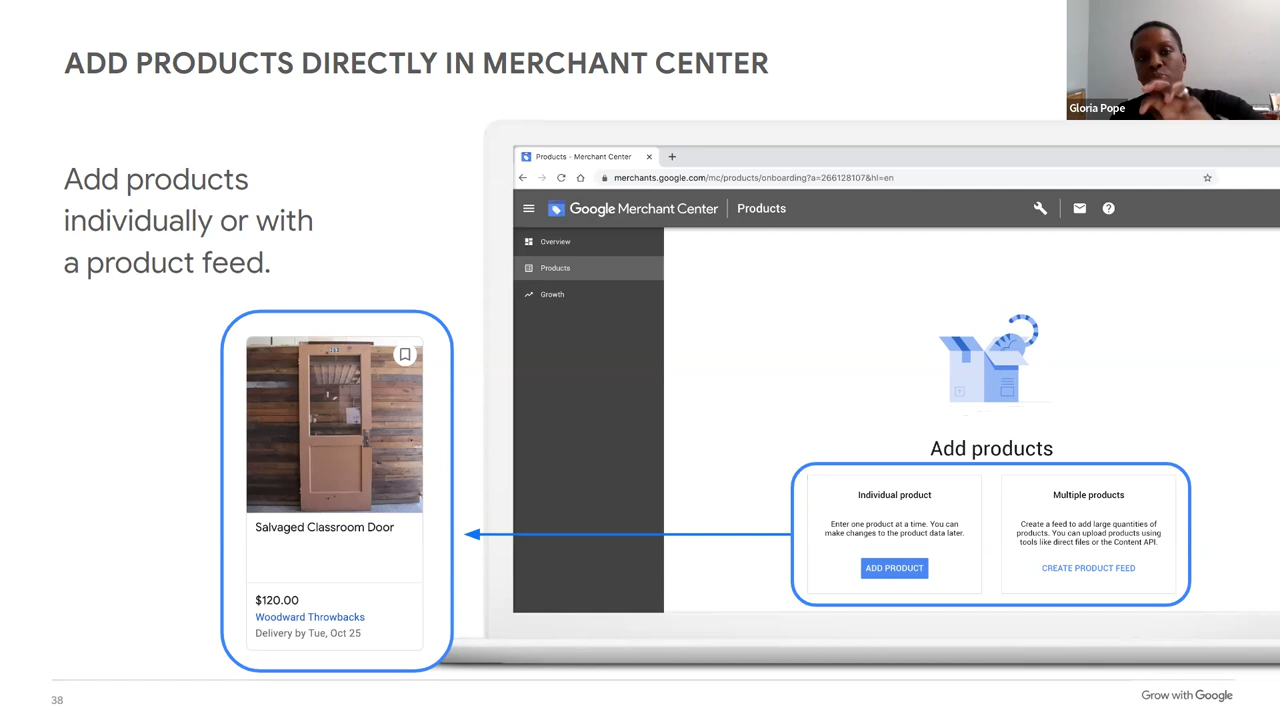 ADD PRODUCTS DIRECTLY IN MERCHANT CENTER
Gloria Pope
Add products
individually or with
a product feed.
Products - Merchant Center
merchants.google.com/mc/products/onboarding?a=266128107&hl=en
Google Merchant Center
Products
Overview
Products
Growth
Add products
Individual product
Enter one product at a time. You can
make changes to the product data later.
ADD PRODUCT
Multiple products
Create a feed to add large quantities of
products. You can upload products using
tools like direct files or the Content API.
CREATE PRODUCT FEED
Salvaged Classroom Door
$120.00
Woodward Throwbacks
Delivery by Tue, Oct 25
38
Grow with Google